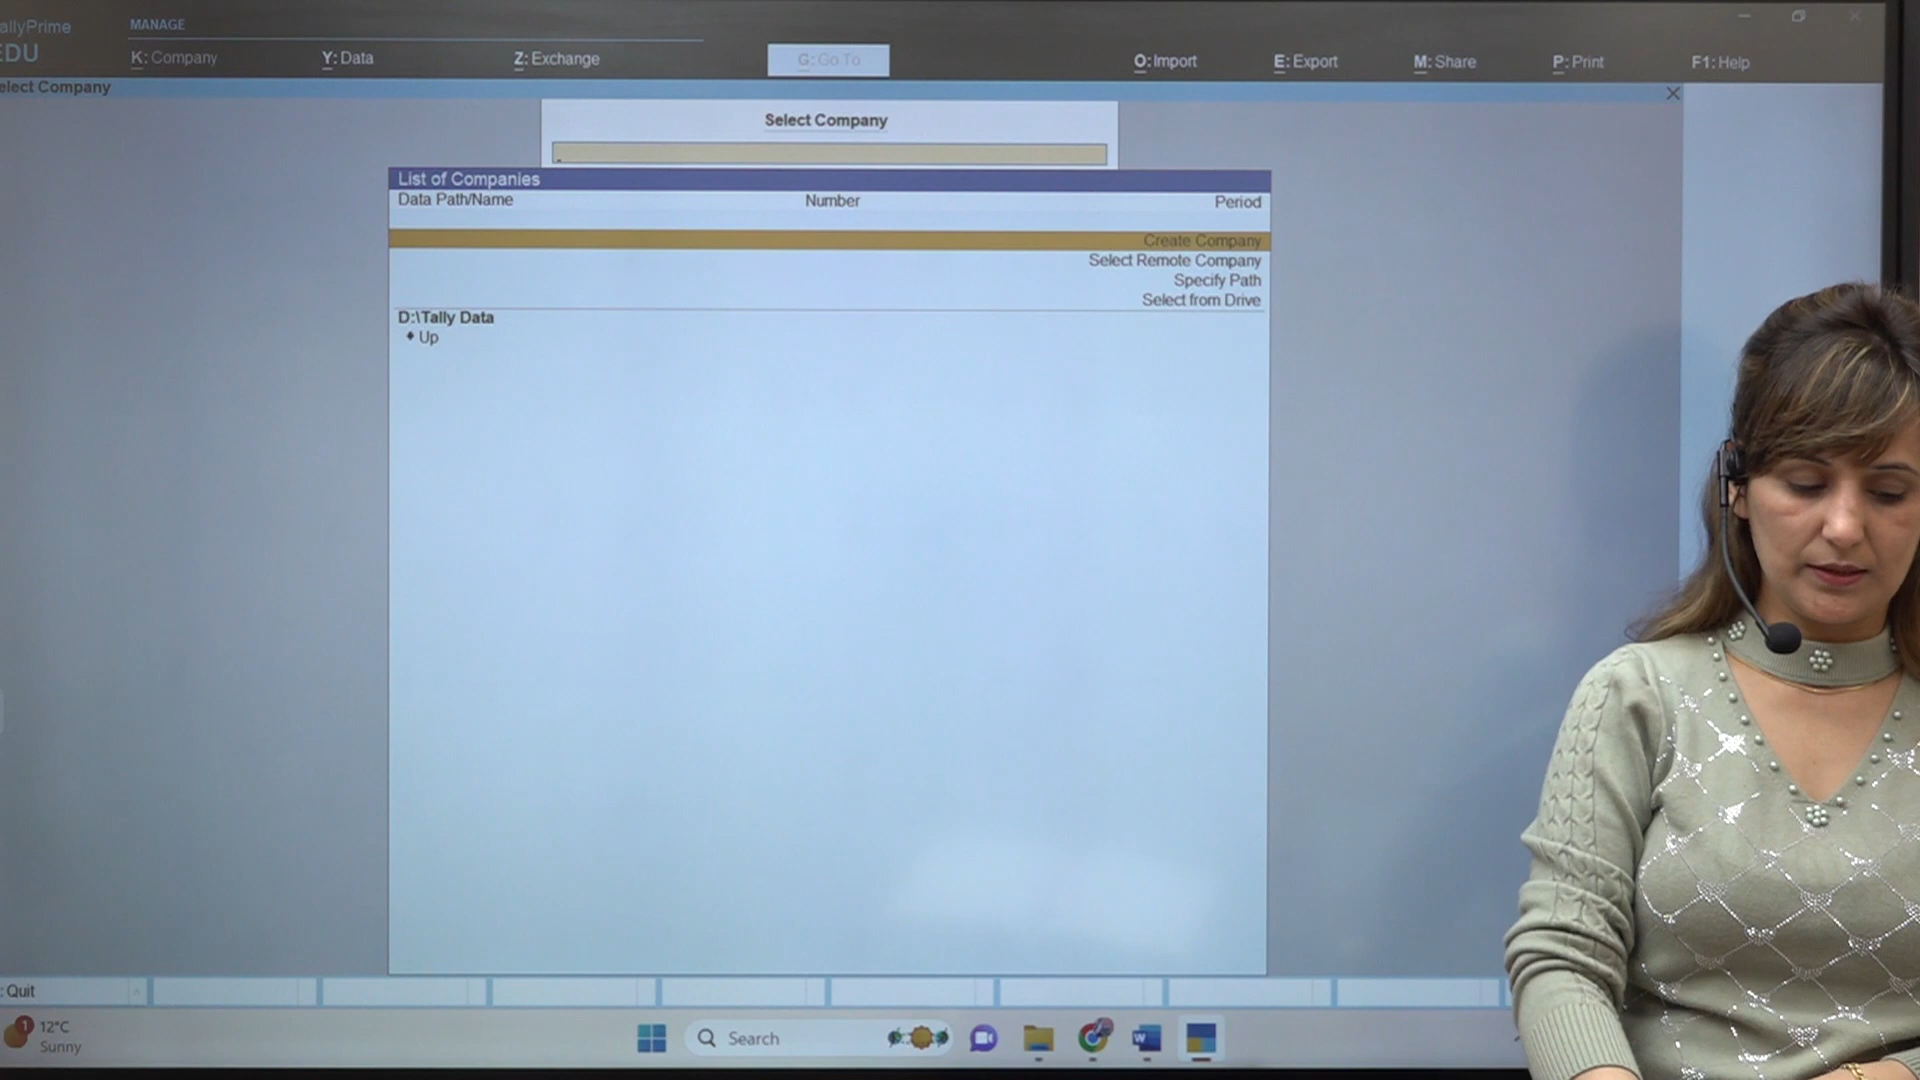 allyPrime
MANAGE
EDU
K: Company
Y: Data
Z: Exchange
G: Go To
O: Import
E: Export
M: Share
P: Print
F1: Help
elect Company
Select Company
List of Companies
Data Path/Name
Number
Period
Create Company
Select Remote Company
Specify Path
Select from Drive
D:\Tally Data
Up
: Quit
1
12°C
Sunny
Search
W